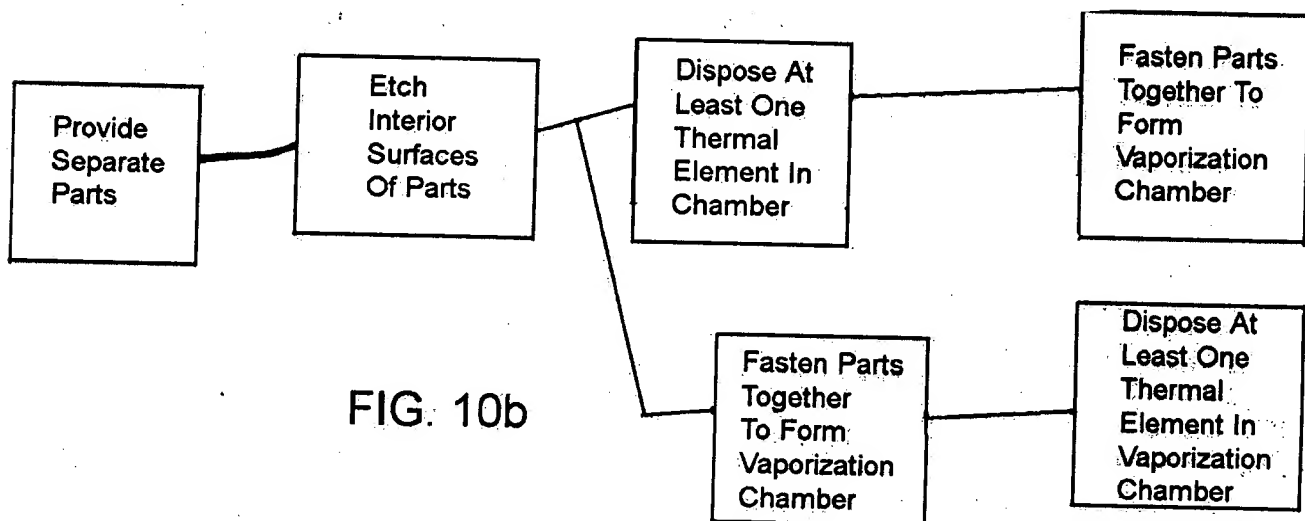 Provide
Separate
Parts
Etch
Interior
Surfaces
Of Parts
Dispose At
Least One
Thermal
Element In
Chamber
Fasten Parts
Together To
Form
Vaporization
Chamber
Fasten Parts
Together
To Form
Vaporization
Chamber
Dispose At
Least One
Thermal
Element In
Vaporization
Chamber
FIG. 10b